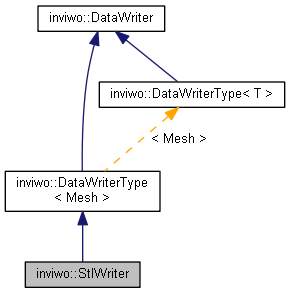 inviwo::DataWriter
inviwo::DataWriterType< T >
< Mesh >
inviwo::DataWriterType
< Mesh >
inviwo::StlWriter